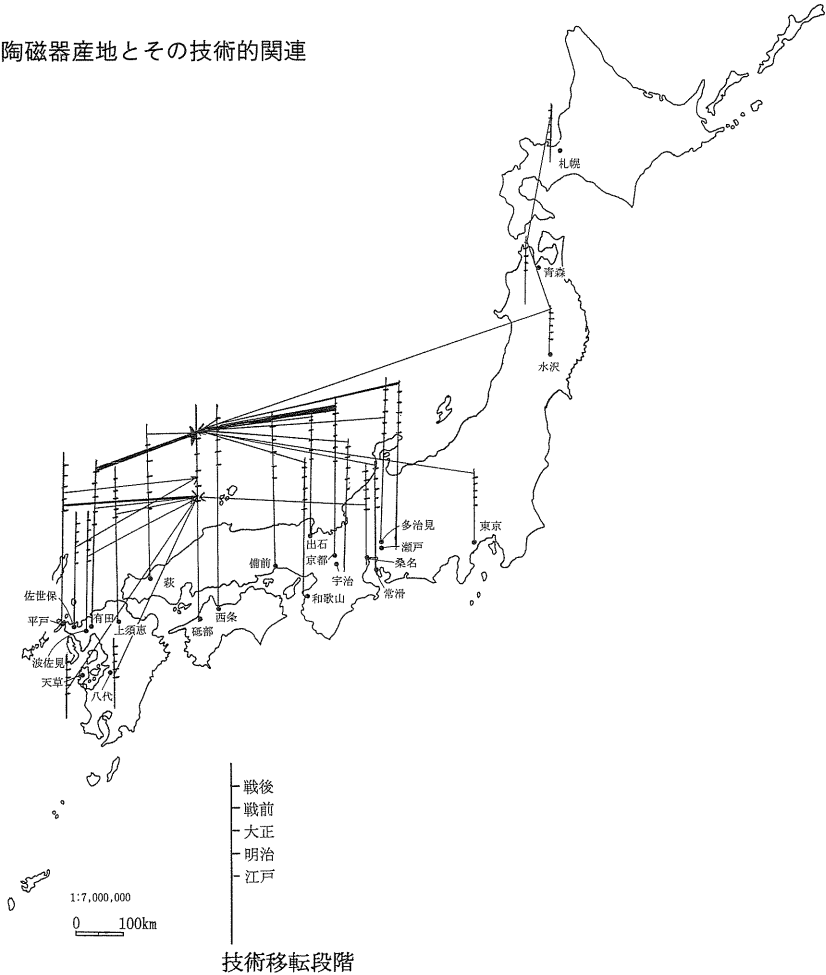 陶磁器産地とその技術的関連
札幌
青森
水沢
多治見
瀬戸
東京
出石
京都
桑名
備前
宇治
萩
常滑
和歌山
佐世保
平戸
有田
上須恵
西条
砥部
波佐見
天草
八代
戦後
戦前
大正
明治
江戸
1:7,000,000
0 100km
技術移転段階